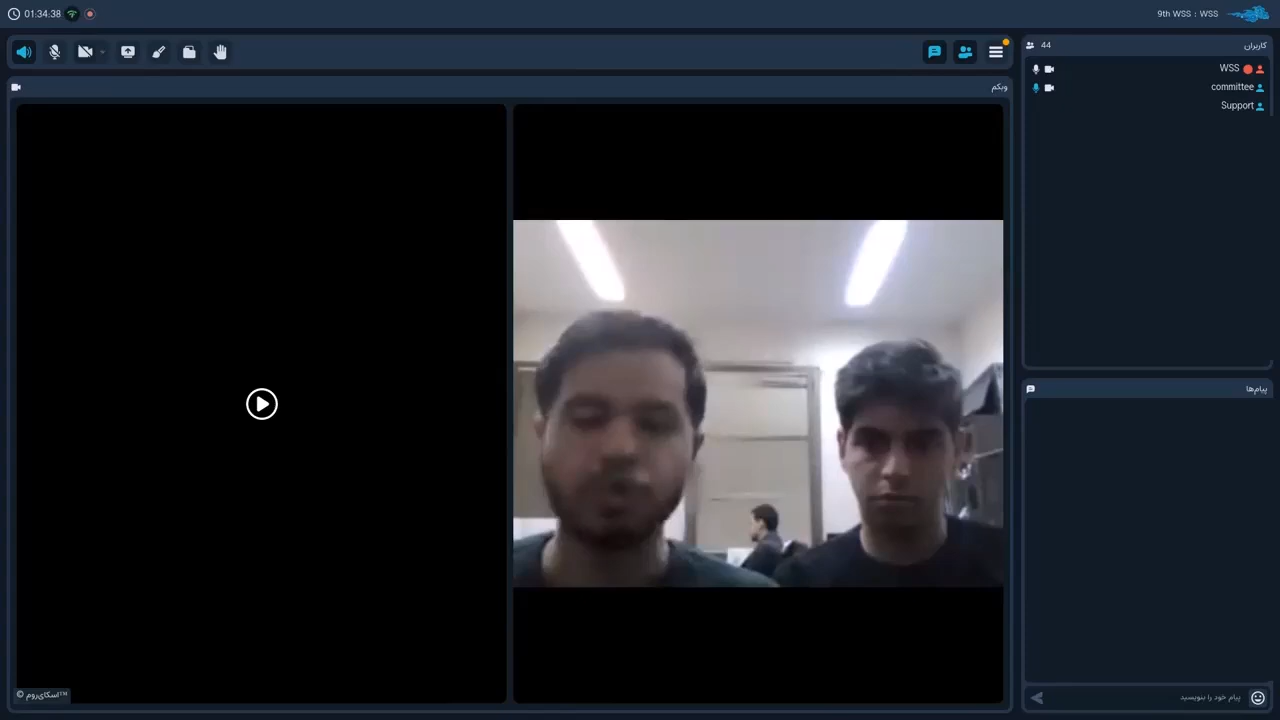 01:34:38
9th WSS : WSS
کاربران
44
WSS
committee
Support
وبکم
پیام‌ها
پیام خود را بنویسید
© اسکای‌روم™